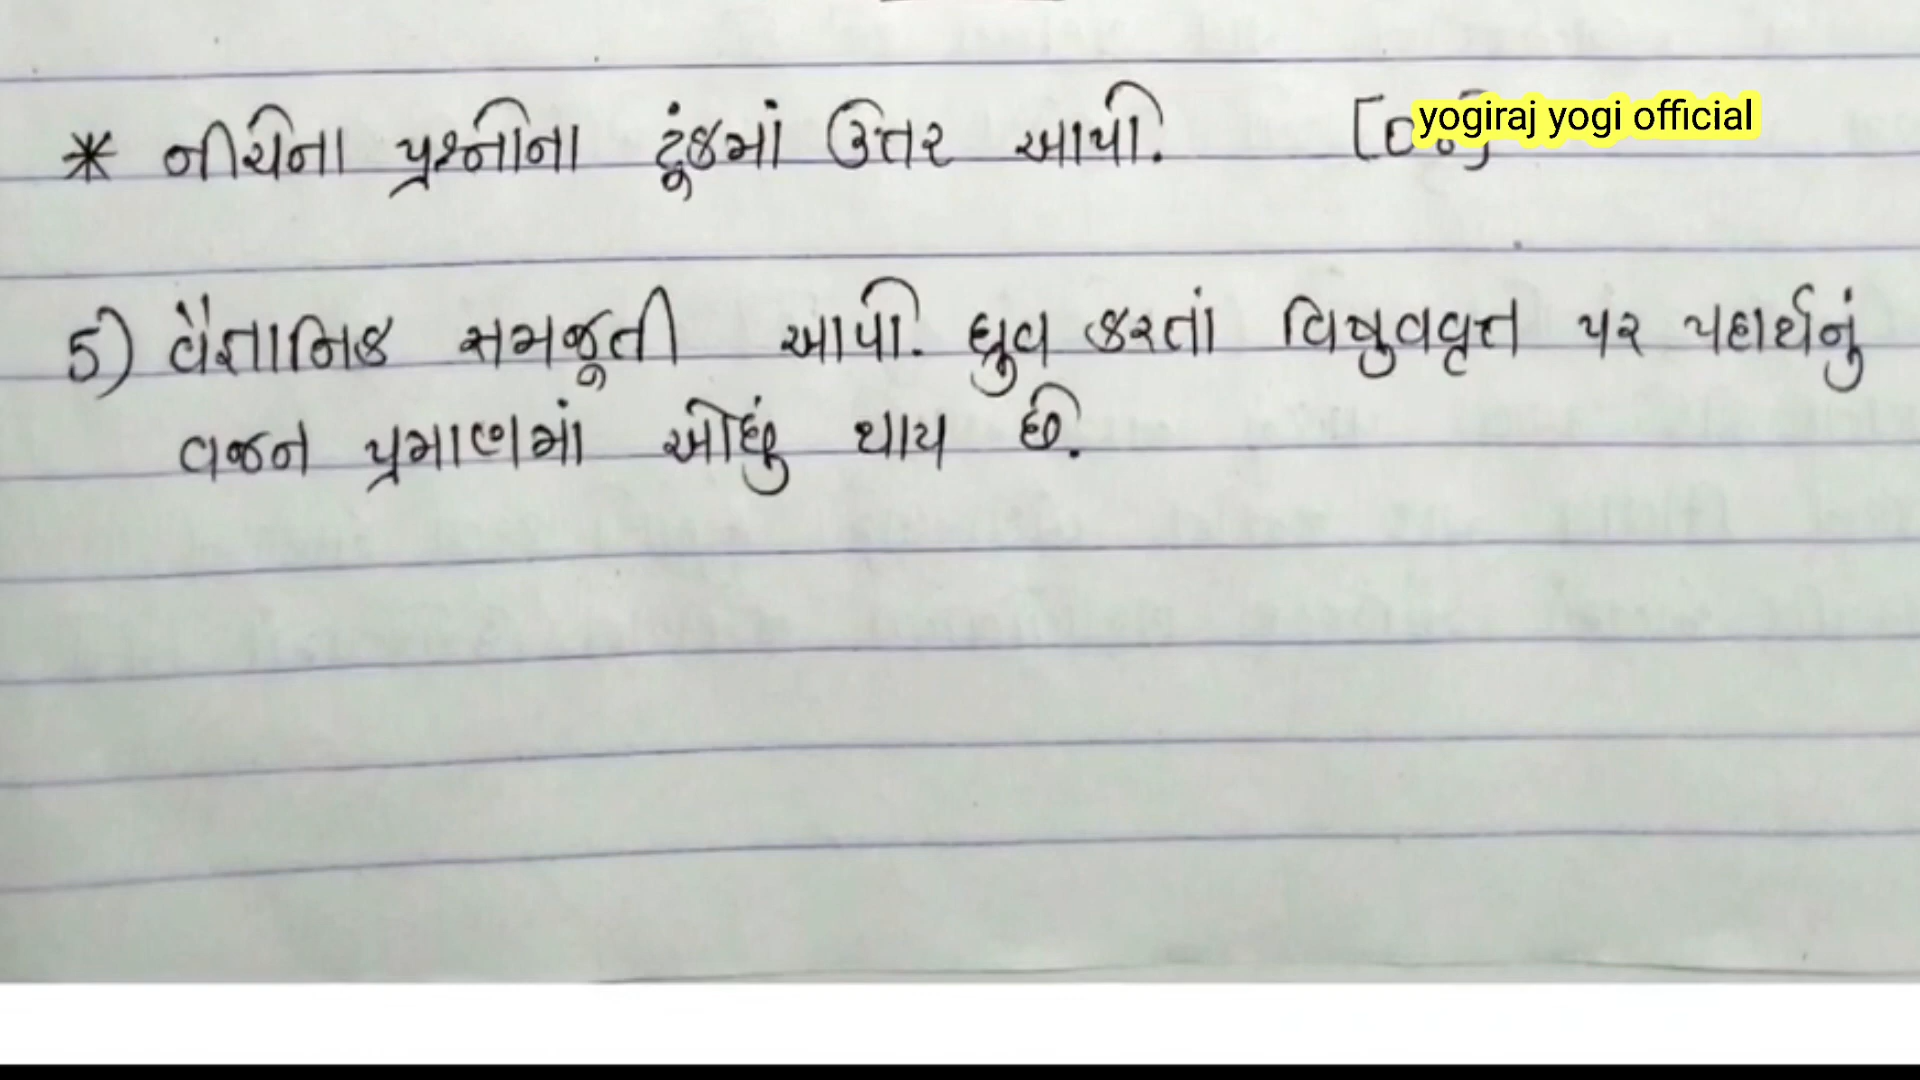 * નીચેના પ્રશ્નોના ટૂંકમાં ઉત્તર આપો.
yogiraj yogi official
5) વૈજ્ઞાનિક સમજૂતી આપો. ધ્રુવ કરતાં વિષુવવૃત્ત પર પદાર્થનું
વજન પ્રમાણમાં ઓછું થાય છે.